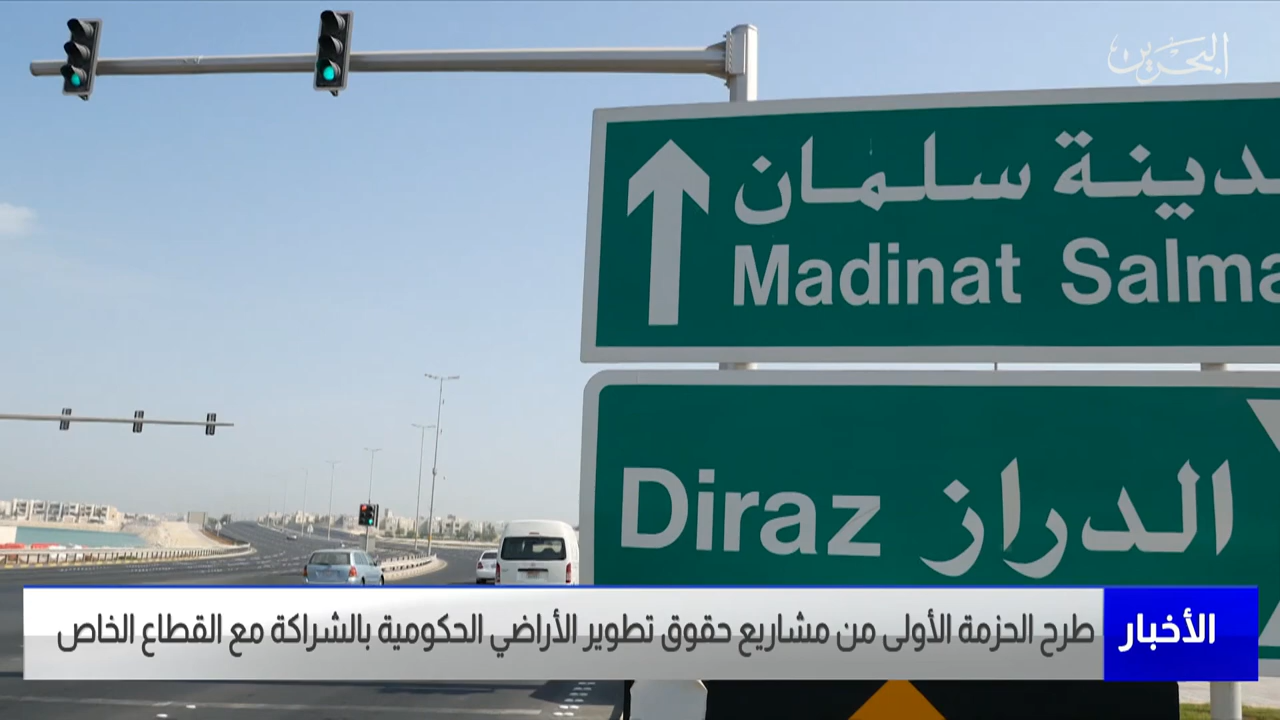 البحرين
دينة سلمان
Madinat Salma
Diraz الدراز
الأخبار
طرح الحزمة الأولى من مشاريع حقوق تطوير الأراضي الحكومية بالشراكة مع القطاع الخاص